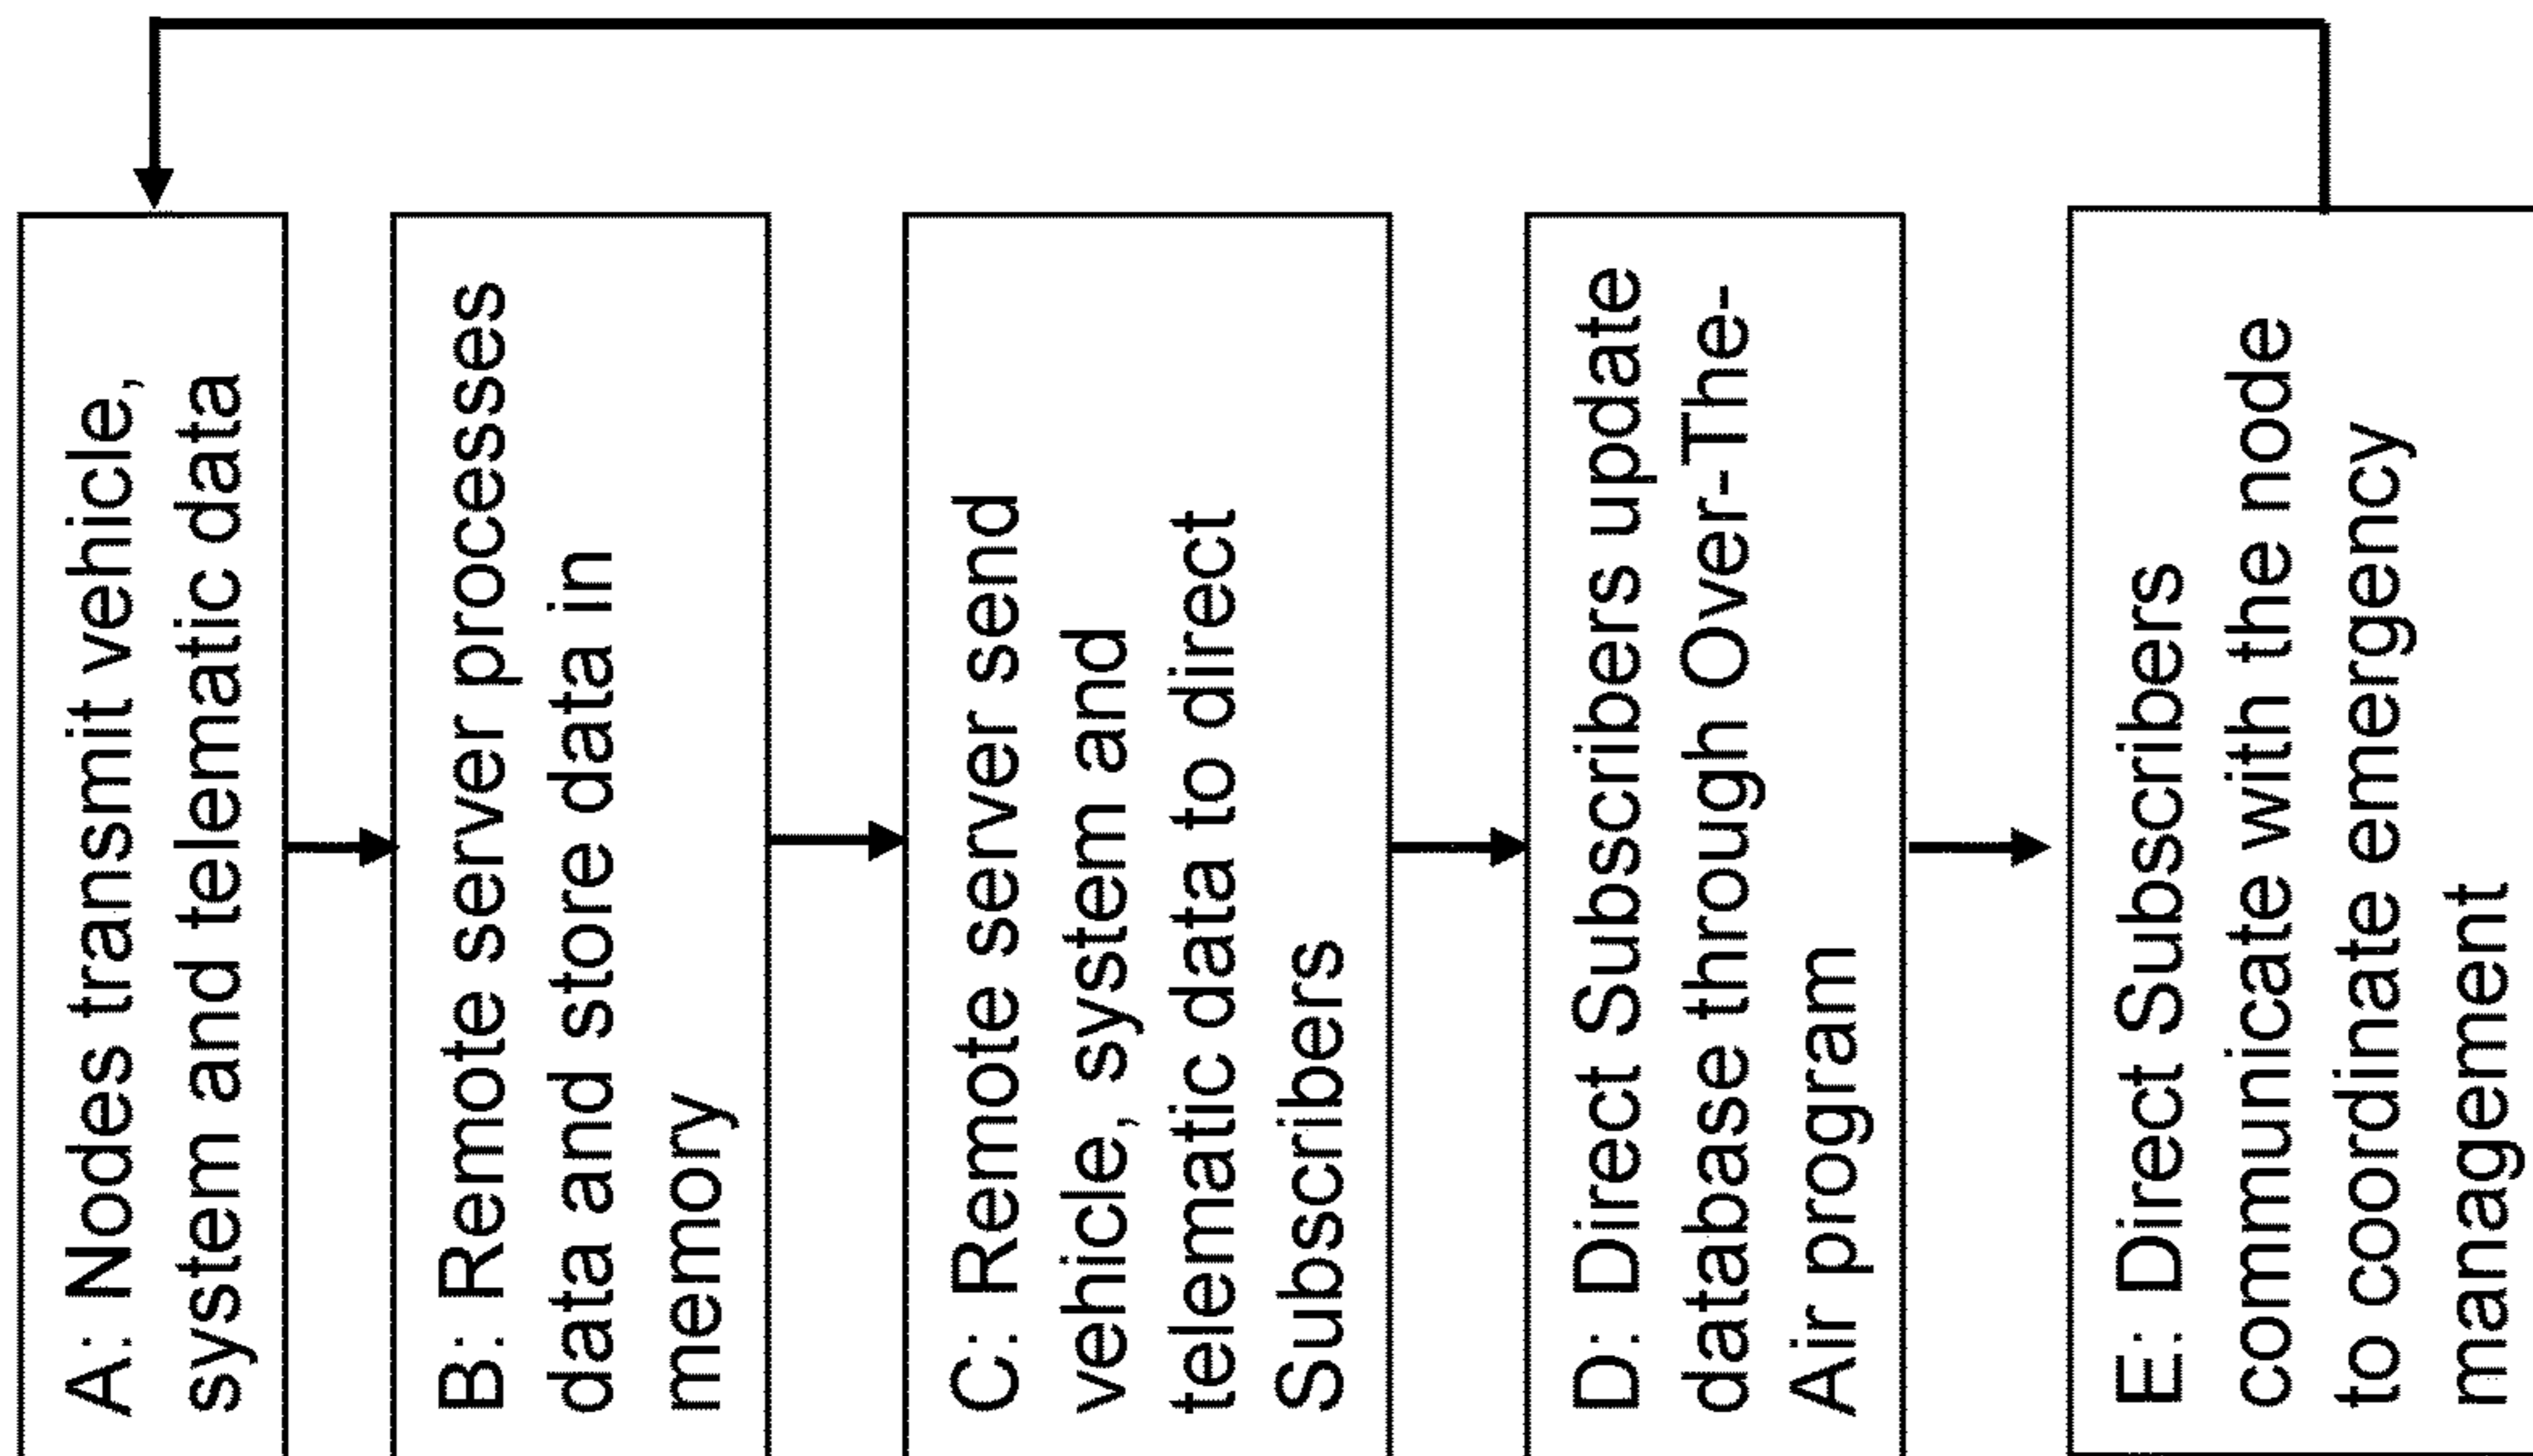 A: Nodes transmit vehicle,
system and telematic data
B: Remote server processes
data and store data in
memory
C: Remote server send
vehicle, system and
telematic data to direct
Subscribers
D: Direct Subscribers update
database through Over-The-
Air program
E: Direct Subscribers
communicate with the node
to coordinate emergency
management